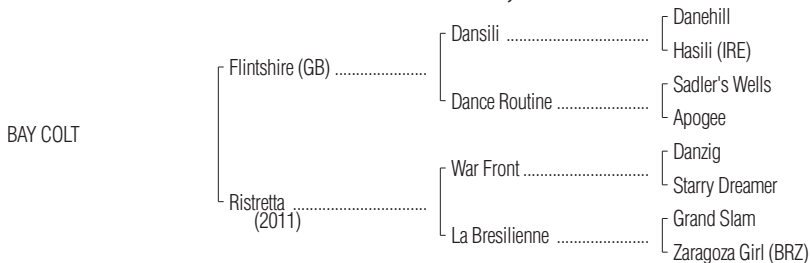 Danehill
Dansili ......................................
Hasili (IRE)
Flintshire (GB) ......................
Sadler's Wells
Dance Routine ........................
Apogee
BAY COLT
Danzig
War Front ................................
Starry Dreamer
Ristretta ................................
(2011)
Grand Slam
La Bresilienne ........................
Zaragoza Girl (BRZ)